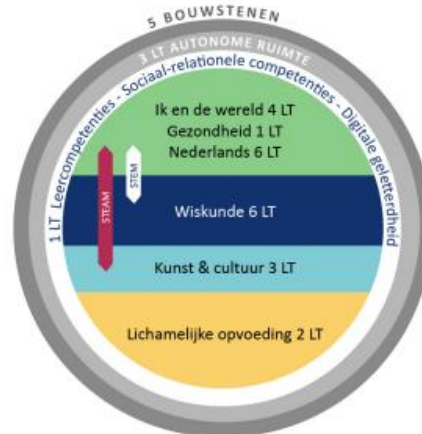 5 BOUWSTENEN
3 LT AUTONOME RUIMTE
1 LT Leercompetenties - Sociaal-relationele competenties - Digitale geletterdheid
Ik en de wereld 4 LT
Gezondheid 1 LT
Nederlands 6 LT
STEAM
STEM
Wiskunde 6 LT
Kunst & cultuur 3 LT
Lichamelijke opvoeding 2 LT